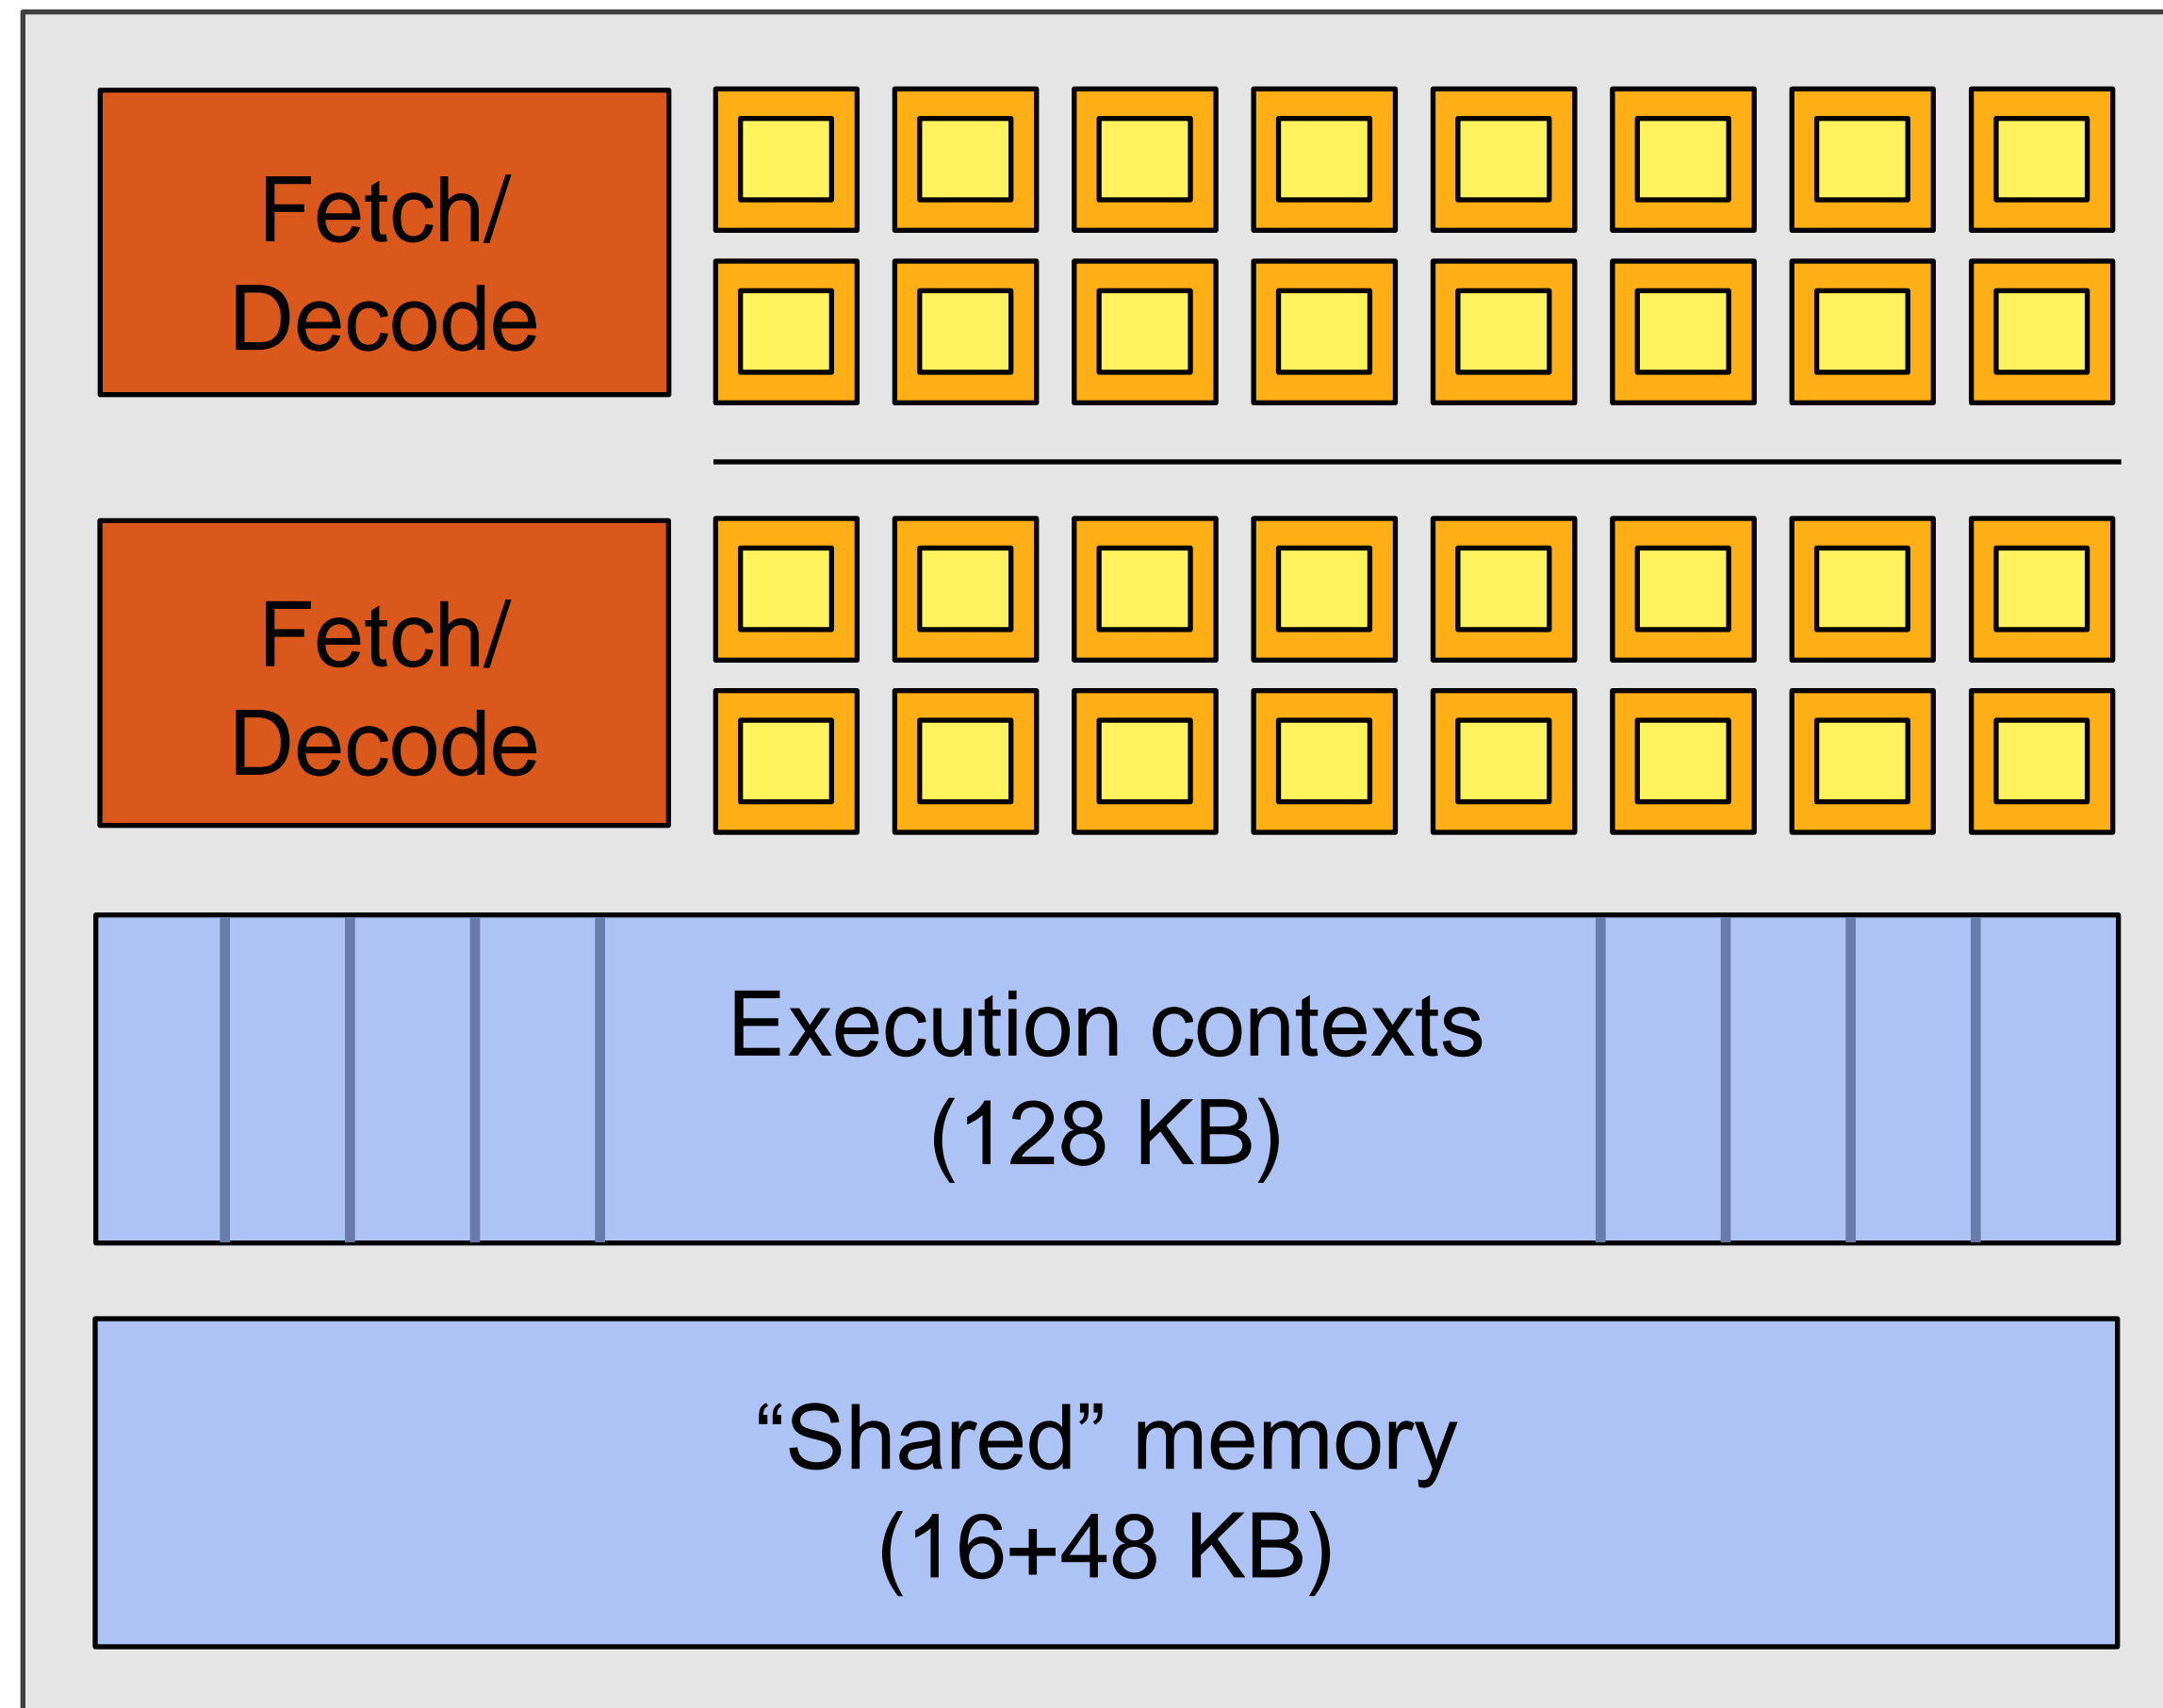 Fetch/
Decode
Fetch/
Decode
Execution contexts
(128 KB)
“Shared” memory
(16+48 KB)